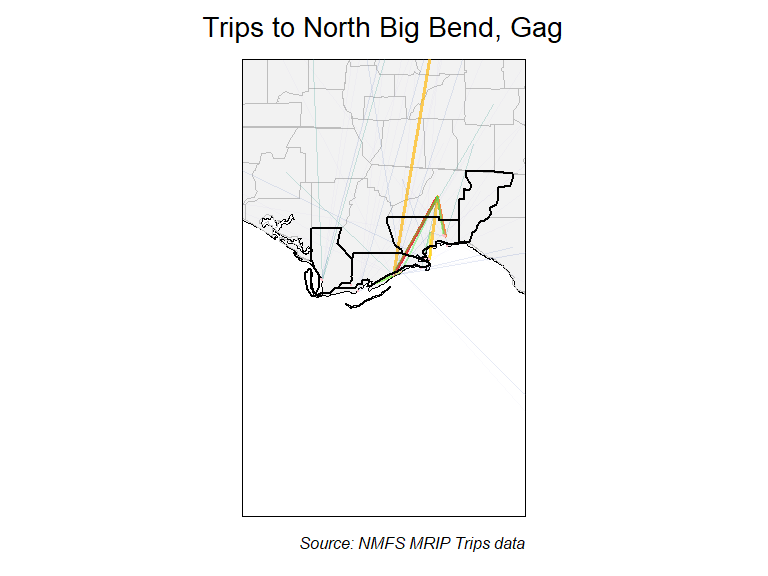 Trips to North Big Bend, Gag
Source: NMFS MRIP Trips data